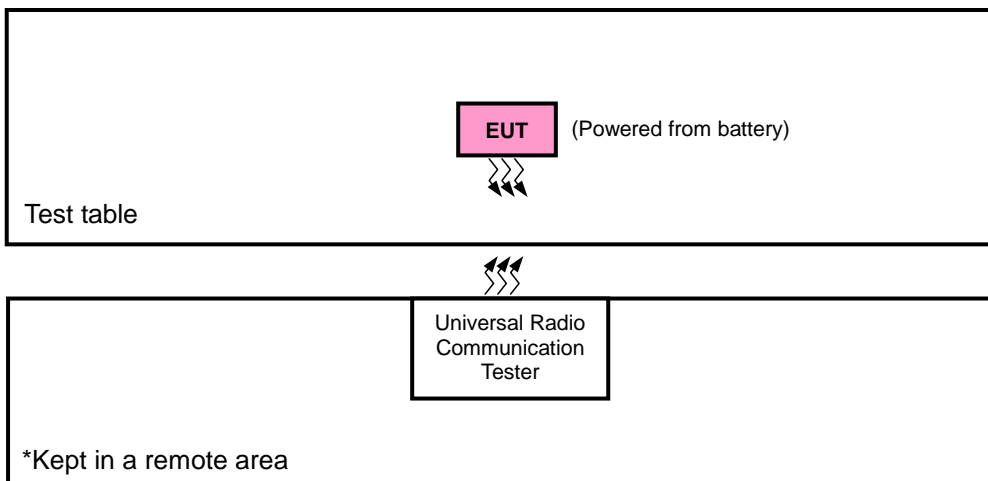 EUT
(Powered from battery)
Test table
Universal Radio
Communication
Tester
*Kept in a remote area